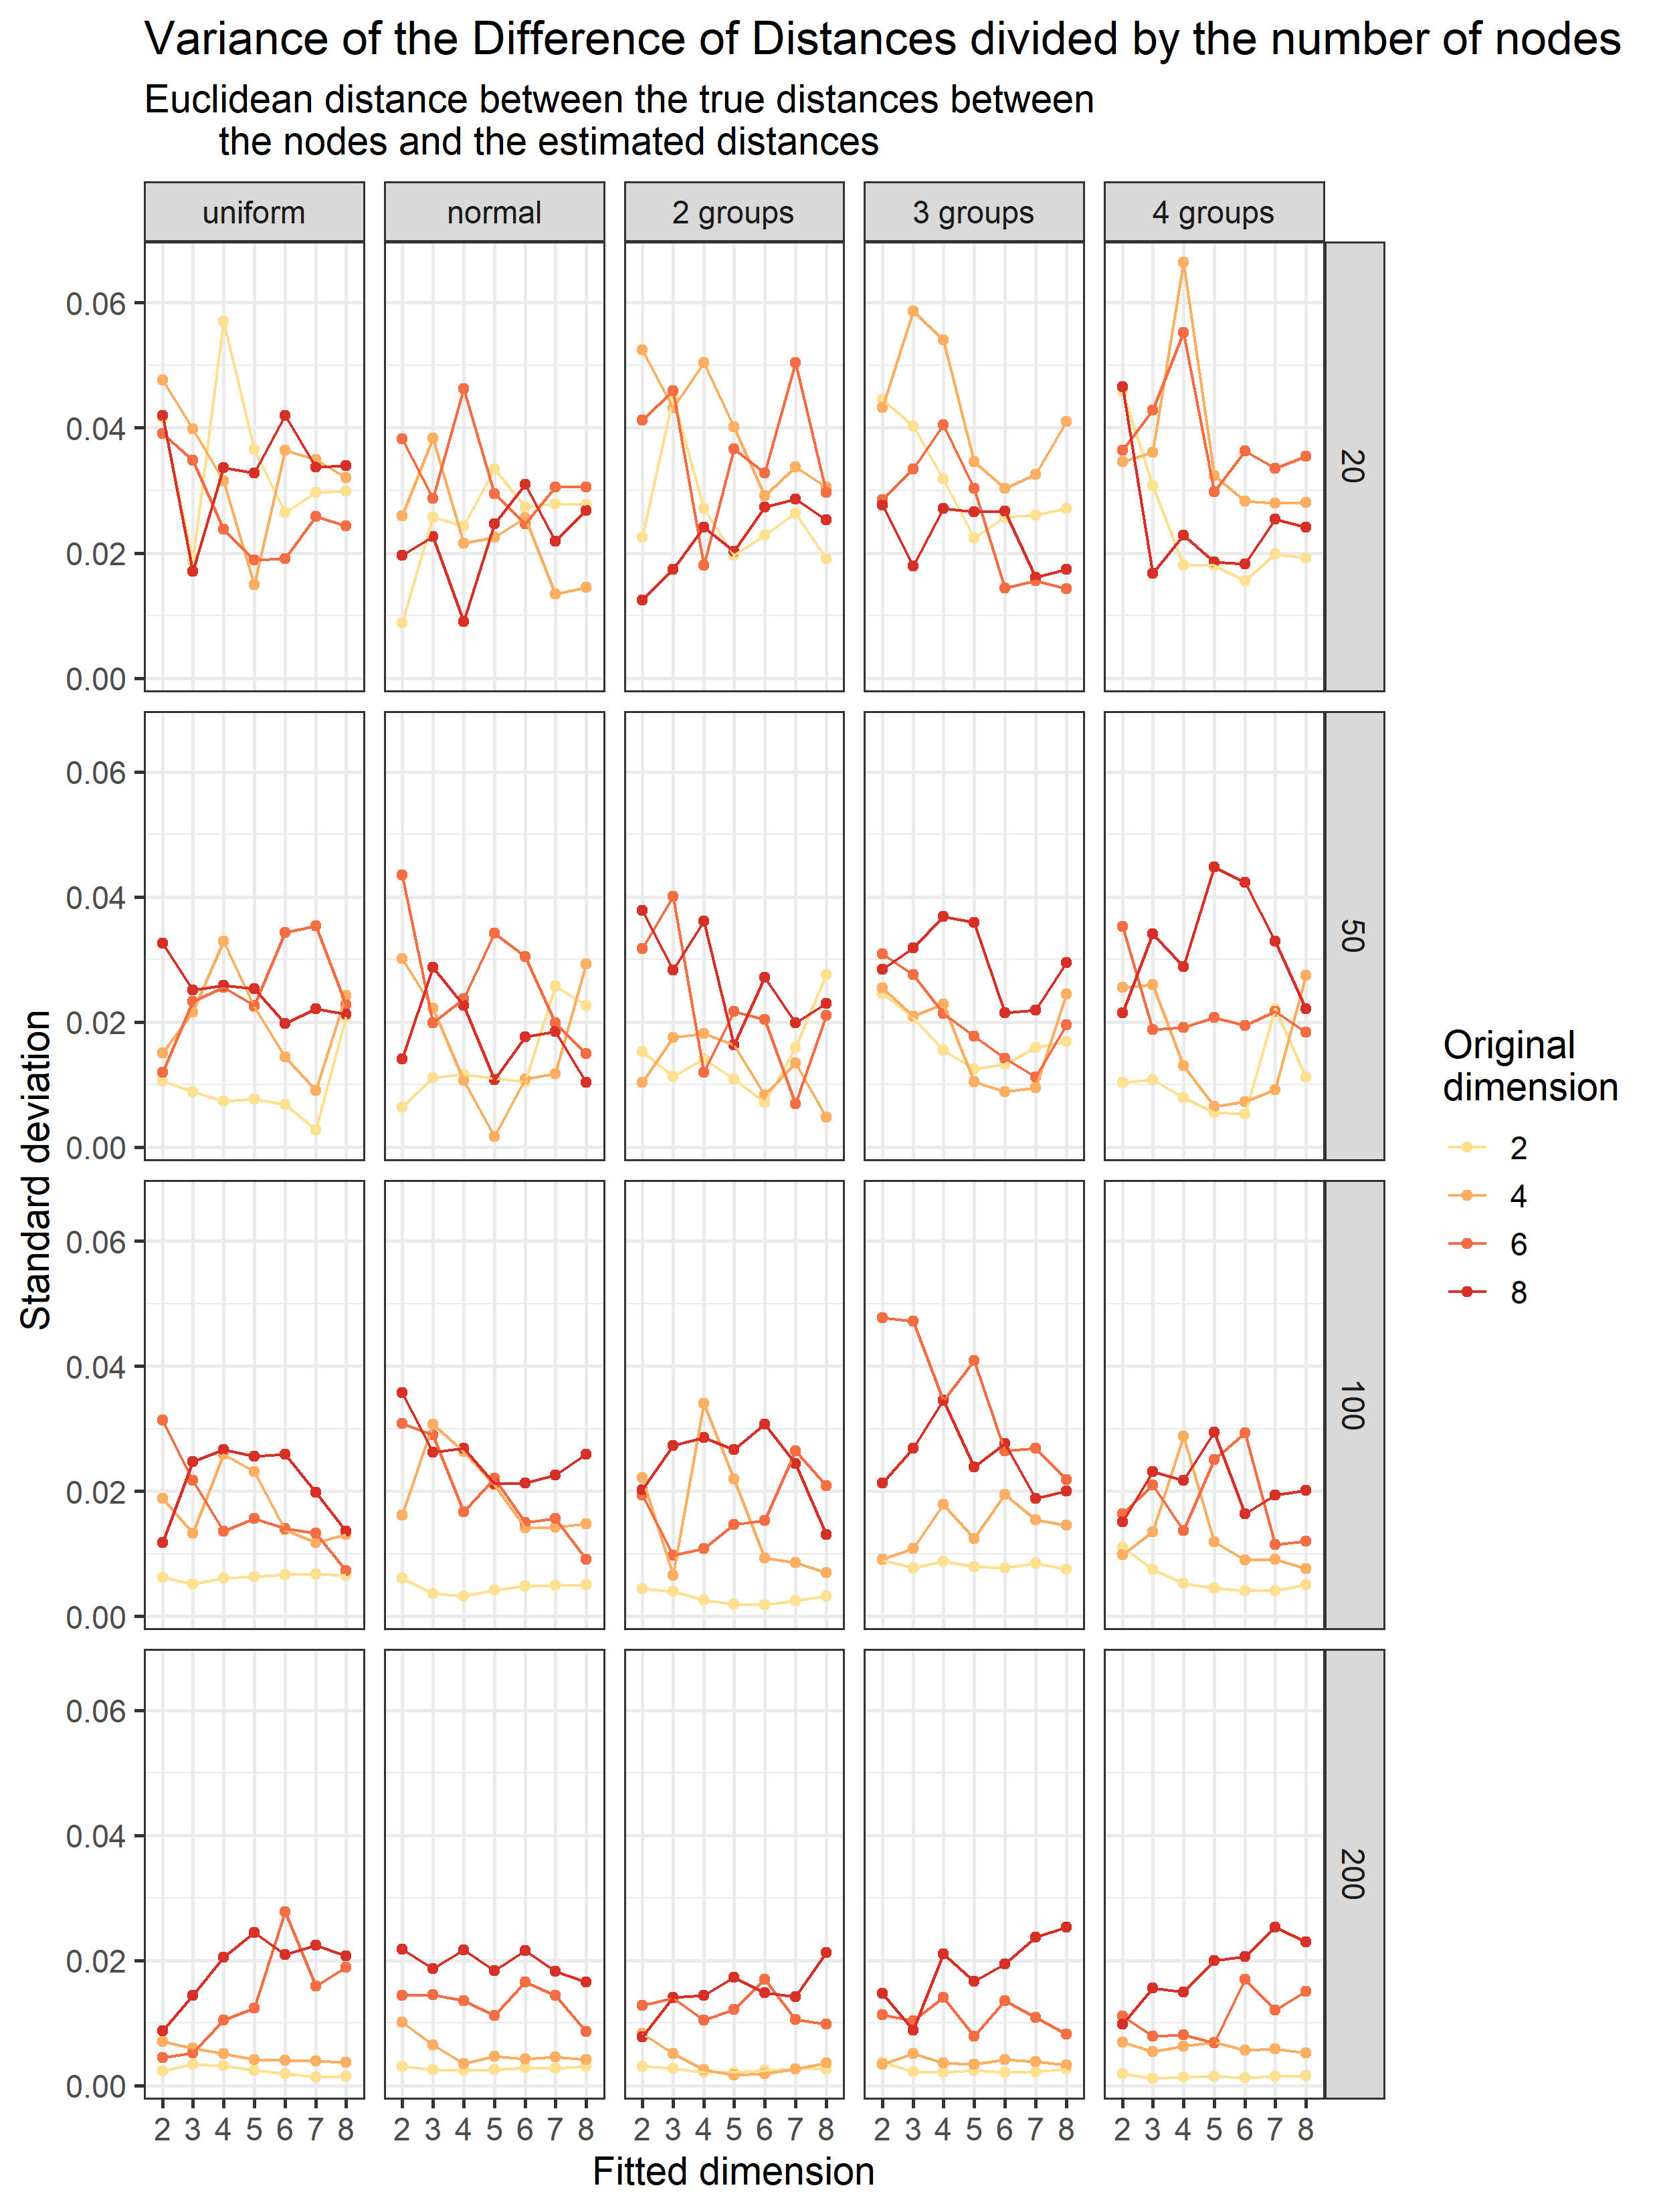 Variance of the Difference of Distances divided by the number of nodes
Euclidean distance between the true distances between
the nodes and the estimated distances
uniform
normal
2 groups
3 groups
4 groups
0.06
0.04
0.02
0.00
20
0.06
0.04
0.02
0.00
50
0.06
0.04
0.02
0.00
100
0.06
0.04
0.02
0.00
200
Standard deviation
2 3 4 5 6 7 8
2 3 4 5 6 7 8
2 3 4 5 6 7 8
2 3 4 5 6 7 8
2 3 4 5 6 7 8
Fitted dimension
Original
dimension
2
4
6
8